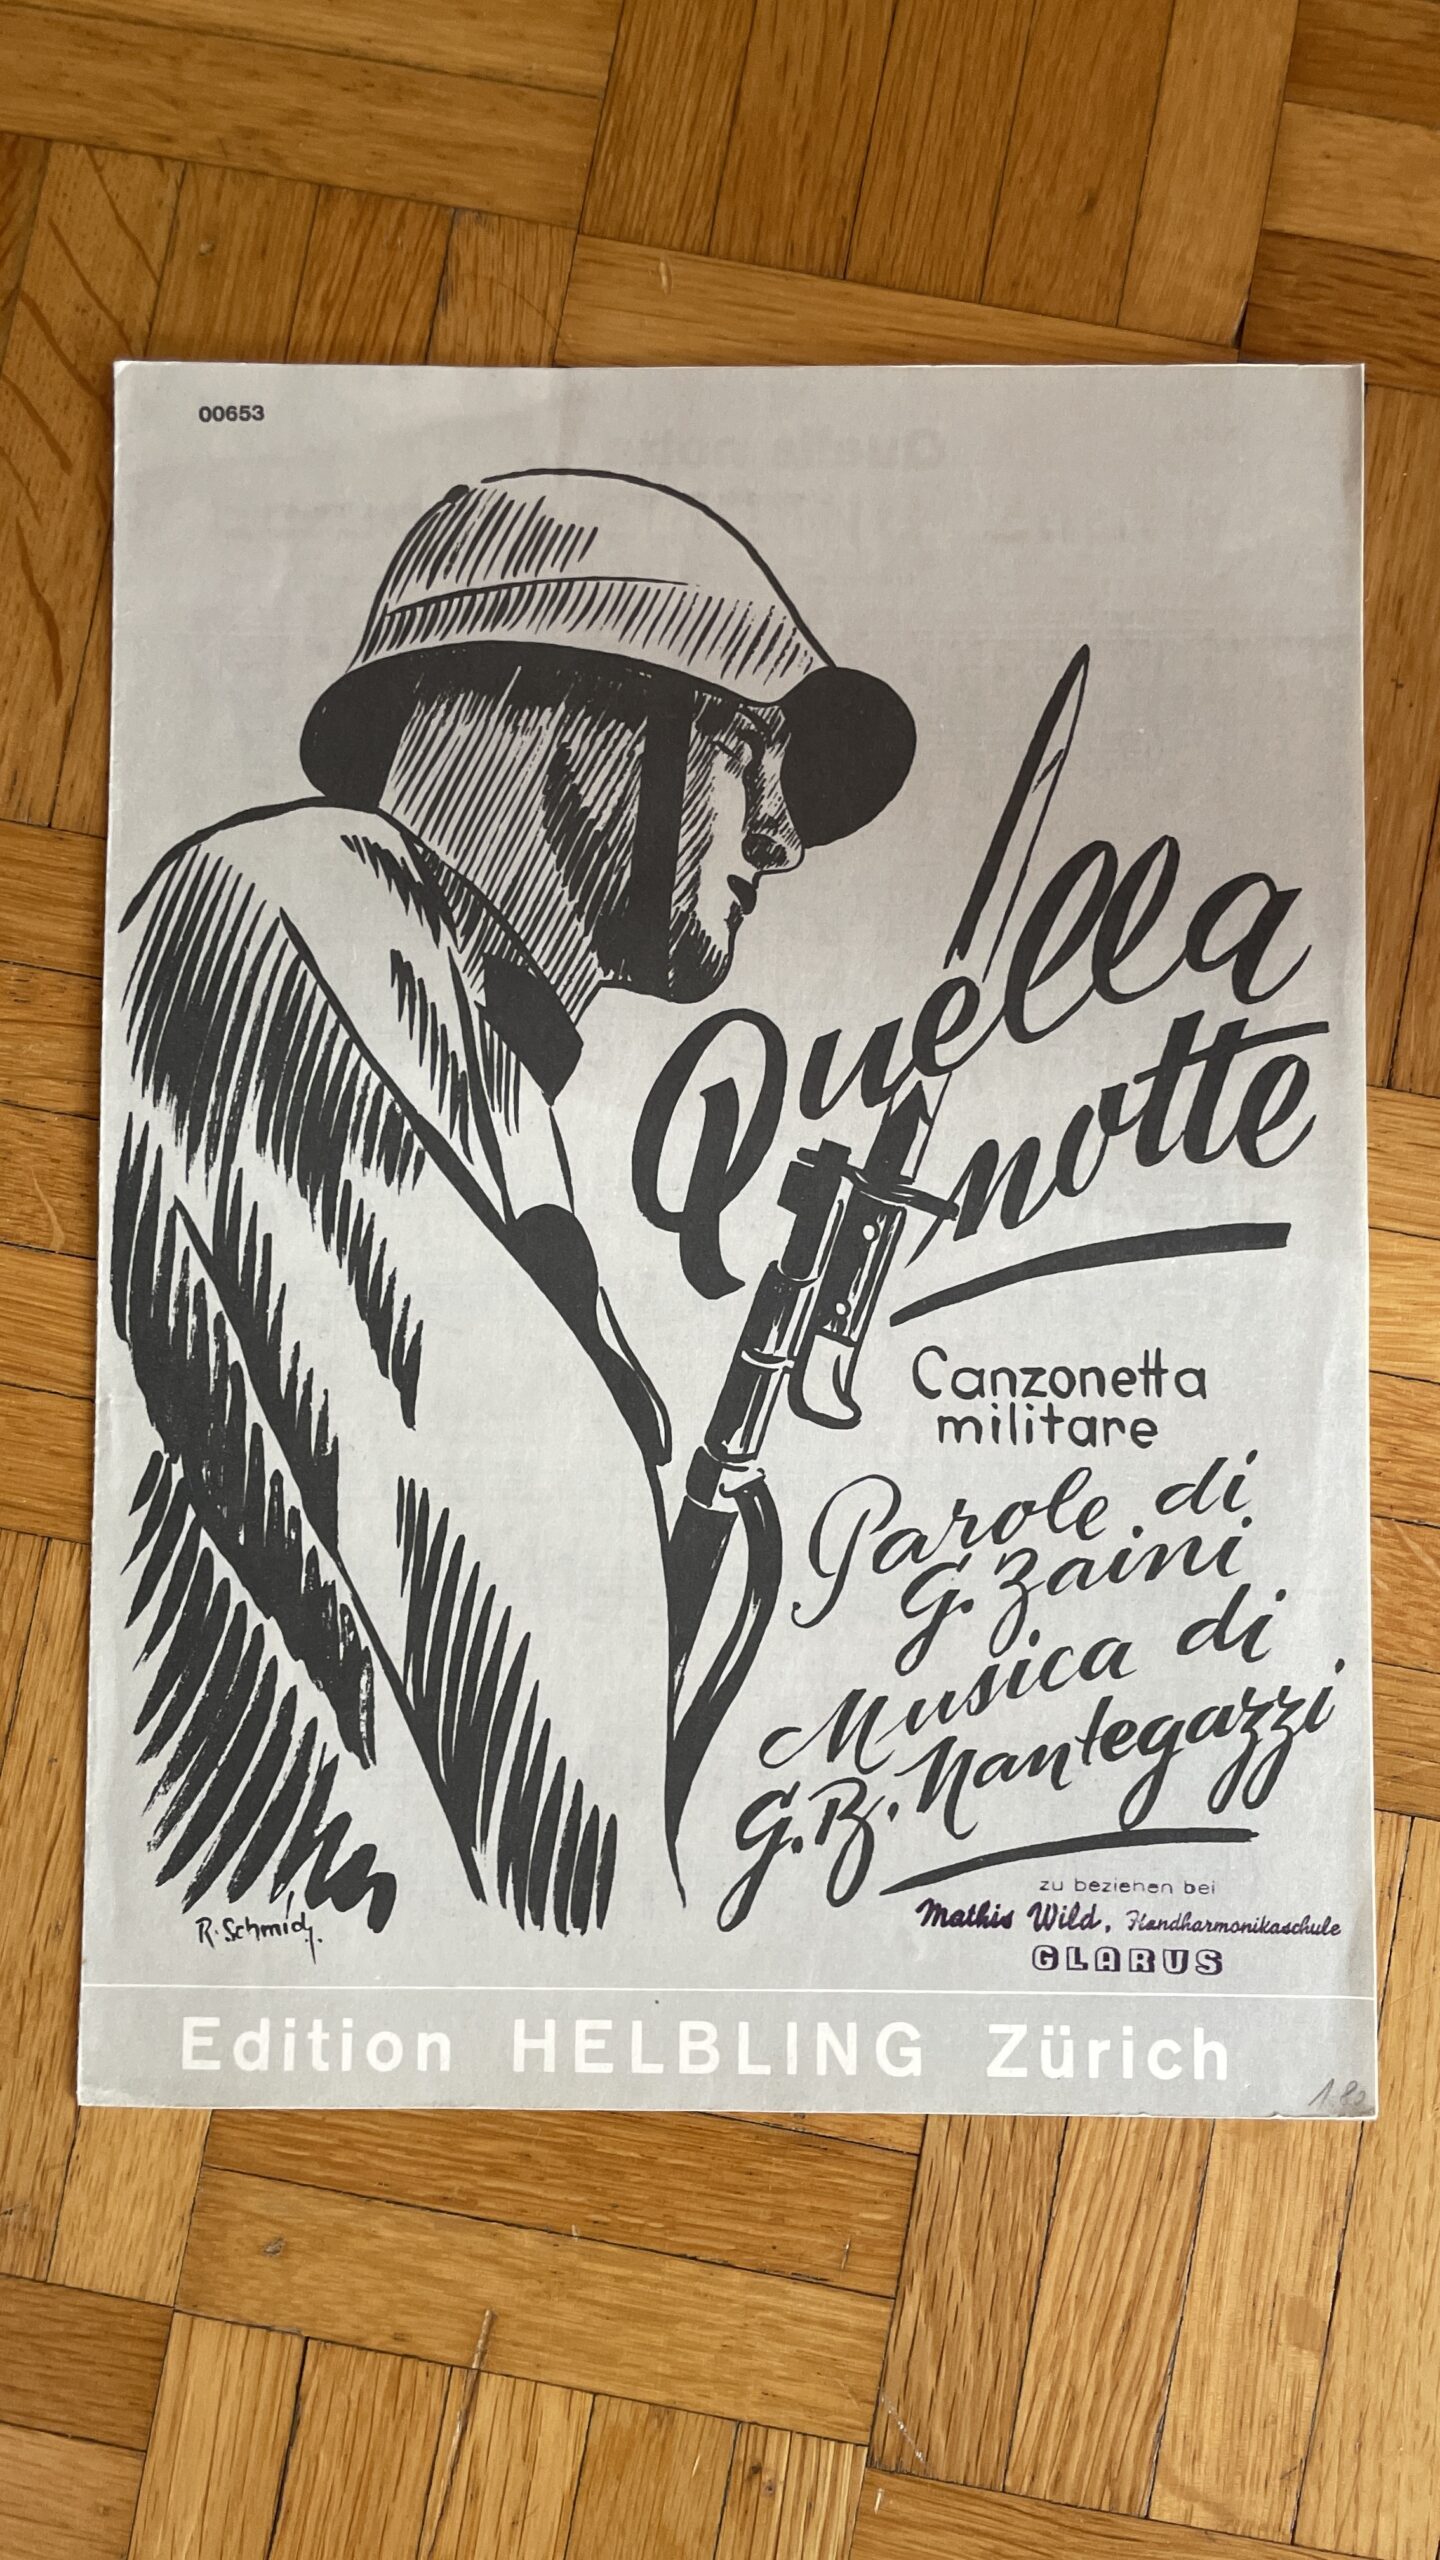 00653
Quella
notte
Canzonetta
militare
Parole di
G. Zaini
Musica di
G. B. Mantegazzi
zu beziehen bei
Mathis Wild, Handharmonikaschule
GLARUS
R. Schmid
Edition HELBLING Zürich